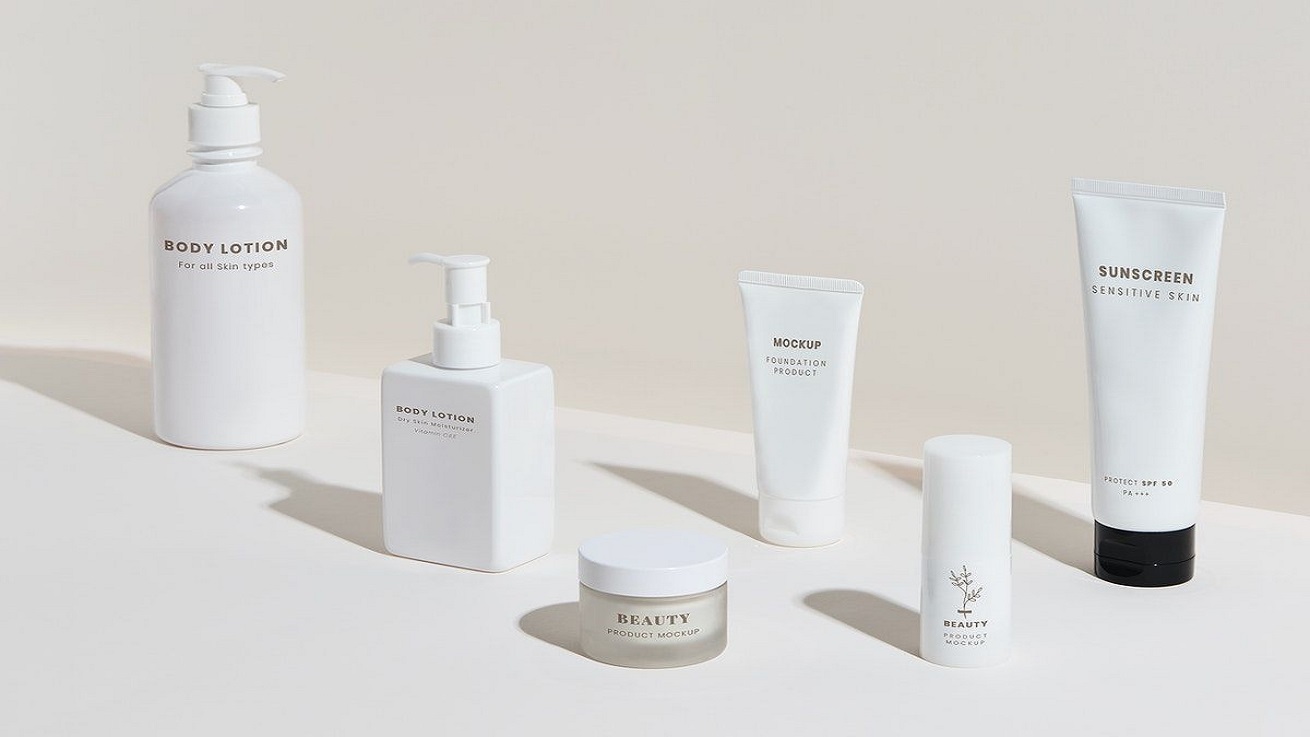 BODY LOTION
For all Skin types
BODY LOTION
Dry Skin Moisturizer
Vitamin C&E
MOCKUP
FOUNDATION
PRODUCT
BEAUTY
PRODUCT MOCKUP
BEAUTY
PRODUCT
MOCKUP
SUNSCREEN
SENSITIVE SKIN
PROTECT SPF 50
PA+++